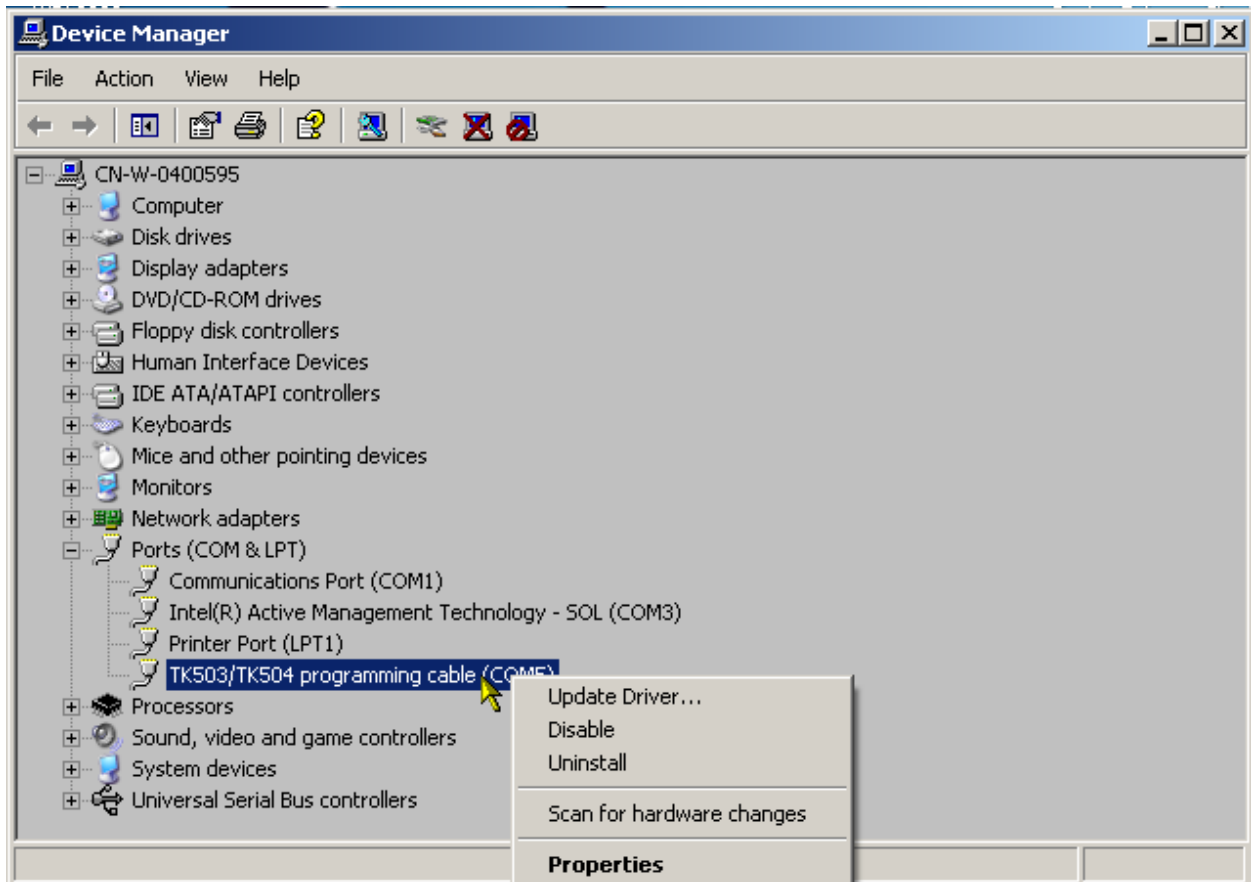 Device Manager
File Action View Help
CN-W-0400595
Computer
Disk drives
Display adapters
DVD/CD-ROM drives
Floppy disk controllers
Human Interface Devices
IDE ATA/ATAPI controllers
Keyboards
Mice and other pointing devices
Monitors
Network adapters
Ports (COM & LPT)
Communications Port (COM1)
Intel(R) Active Management Technology - SOL (COM3)
Printer Port (LPT1)
TK503/TK504 programming cable (COM5)
Processors
Sound, video and game controllers
System devices
Universal Serial Bus controllers
Update Driver...
Disable
Uninstall
Scan for hardware changes
Properties